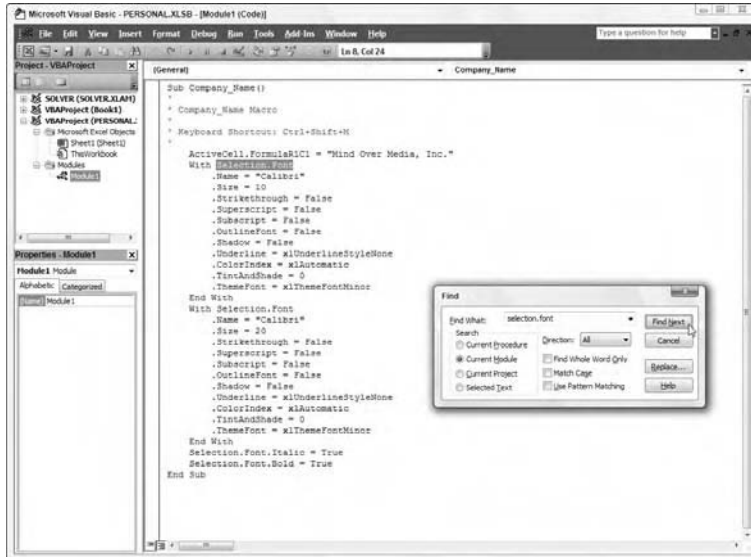 Microsoft Visual Basic - PERSONAL.XLSB - [Module1 (Code)]
File Edit View Insert Format Debug Run Tools Add-Ins Window Help
Type a question for help
Ln 8, Col 24
Project - VBAProject
SOLVER (SOLVER.XLAM)
VBAProject (Book1)
VBAProject (PERSONAL.
Microsoft Excel Objects
Sheet1 (Sheet1)
ThisWorkbook
Modules
Module1
Properties - Module1
Module1 Module
Alphabetic Categorized
(Name) Module1
(General)
Company_Name
Sub Company_Name()
'
' Company_Name Macro
'
' Keyboard Shortcut: Ctrl+Shift+M
'
ActiveCell.FormulaR1C1 = "Mind Over Media, Inc."
With Selection.Font
.Name = "Calibri"
.Size = 10
.Strikethrough = False
.Superscript = False
.Subscript = False
.OutlineFont = False
.Shadow = False
.Underline = xlUnderlineStyleNone
.ColorIndex = xlAutomatic
.TintAndShade = 0
.ThemeFont = xlThemeFontMinor
End With
With Selection.Font
.Name = "Calibri"
.Size = 20
.Strikethrough = False
.Superscript = False
.Subscript = False
.OutlineFont = False
.Shadow = False
.Underline = xlUnderlineStyleNone
.ColorIndex = xlAutomatic
.TintAndShade = 0
.ThemeFont = xlThemeFontMinor
End With
Selection.Font.Italic = True
Selection.Font.Bold = True
End Sub
Find
Find What: selection.font
Find Next
Search
Current Procedure
Current Module
Current Project
Selected Text
Direction: All
Find Whole Word Only
Match Case
Use Pattern Matching
Cancel
Replace...
Help